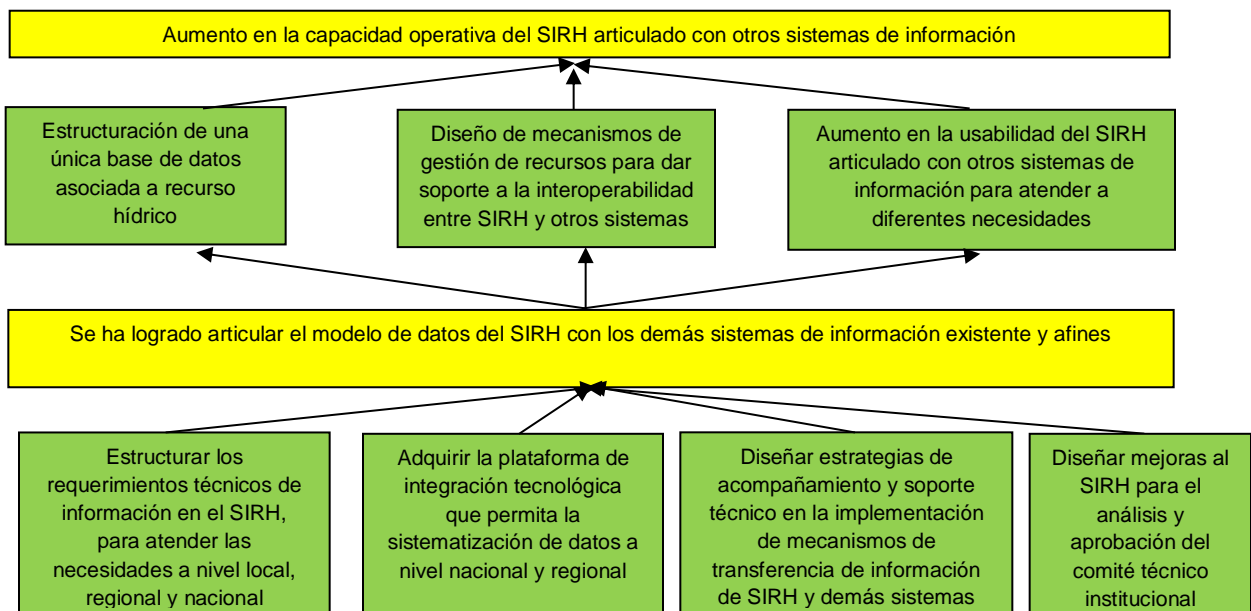 Aumento en la capacidad operativa del SIRH articulado con otros sistemas de información
Estructuración de una
única base de datos
asociada a recurso
hídrico
Diseño de mecanismos de
gestión de recursos para dar
soporte a la interoperabilidad
entre SIRH y otros sistemas
Aumento en la usabilidad del SIRH
articulado con otros sistemas de
información para atender a
diferentes necesidades
Se ha logrado articular el modelo de datos del SIRH con los demás sistemas de información existente y afines
Estructurar los
requerimientos técnicos de
información en el SIRH,
para atender las
necesidades a nivel local,
regional y nacional
Adquirir la plataforma de
integración tecnológica
que permita la
sistematización de datos a
nivel nacional y regional
Diseñar estrategias de
acompañamiento y soporte
técnico en la implementación
de mecanismos de
transferencia de información
de SIRH y demás sistemas
Diseñar mejoras al
SIRH para el
análisis y
aprobación del
comité técnico
institucional